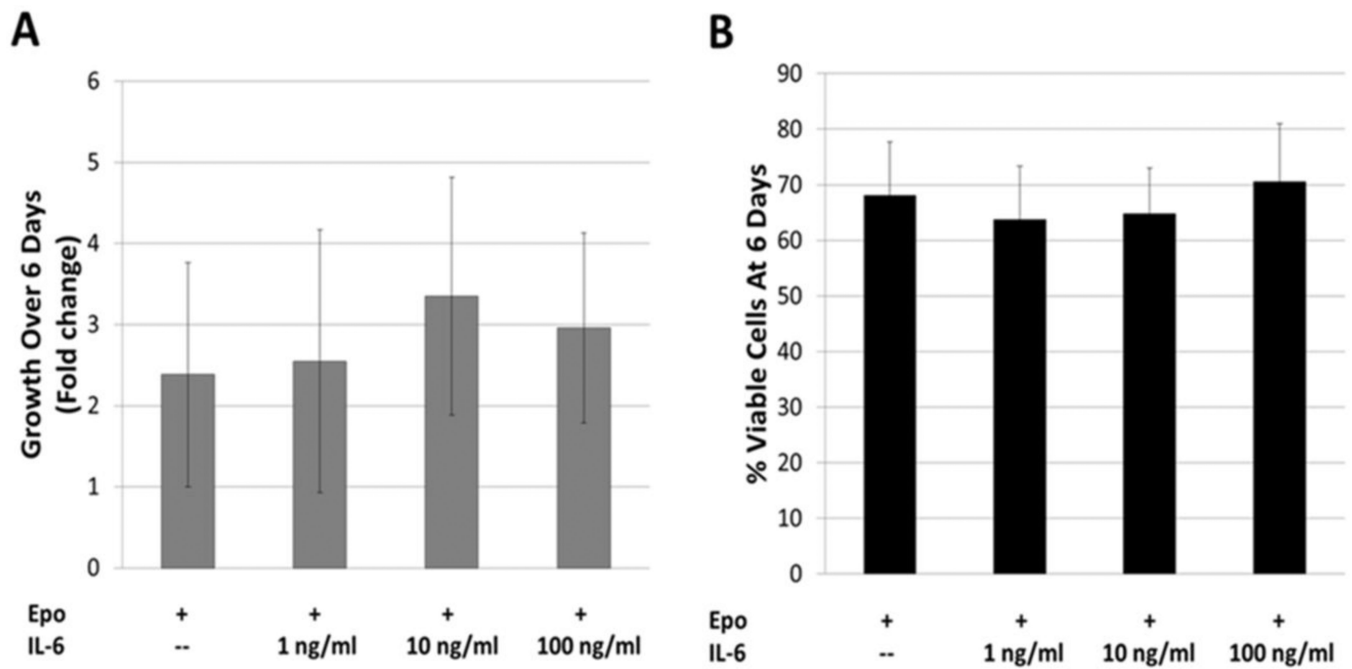 A
Growth Over 6 Days
(Fold change)
6
5
4
3
2
1
0
Epo + + + +
IL-6 -- 1 ng/ml 10 ng/ml 100 ng/ml
B
% Viable Cells At 6 Days
90
80
70
60
50
40
30
20
10
0
Epo + + + +
IL-6 -- 1 ng/ml 10 ng/ml 100 ng/ml